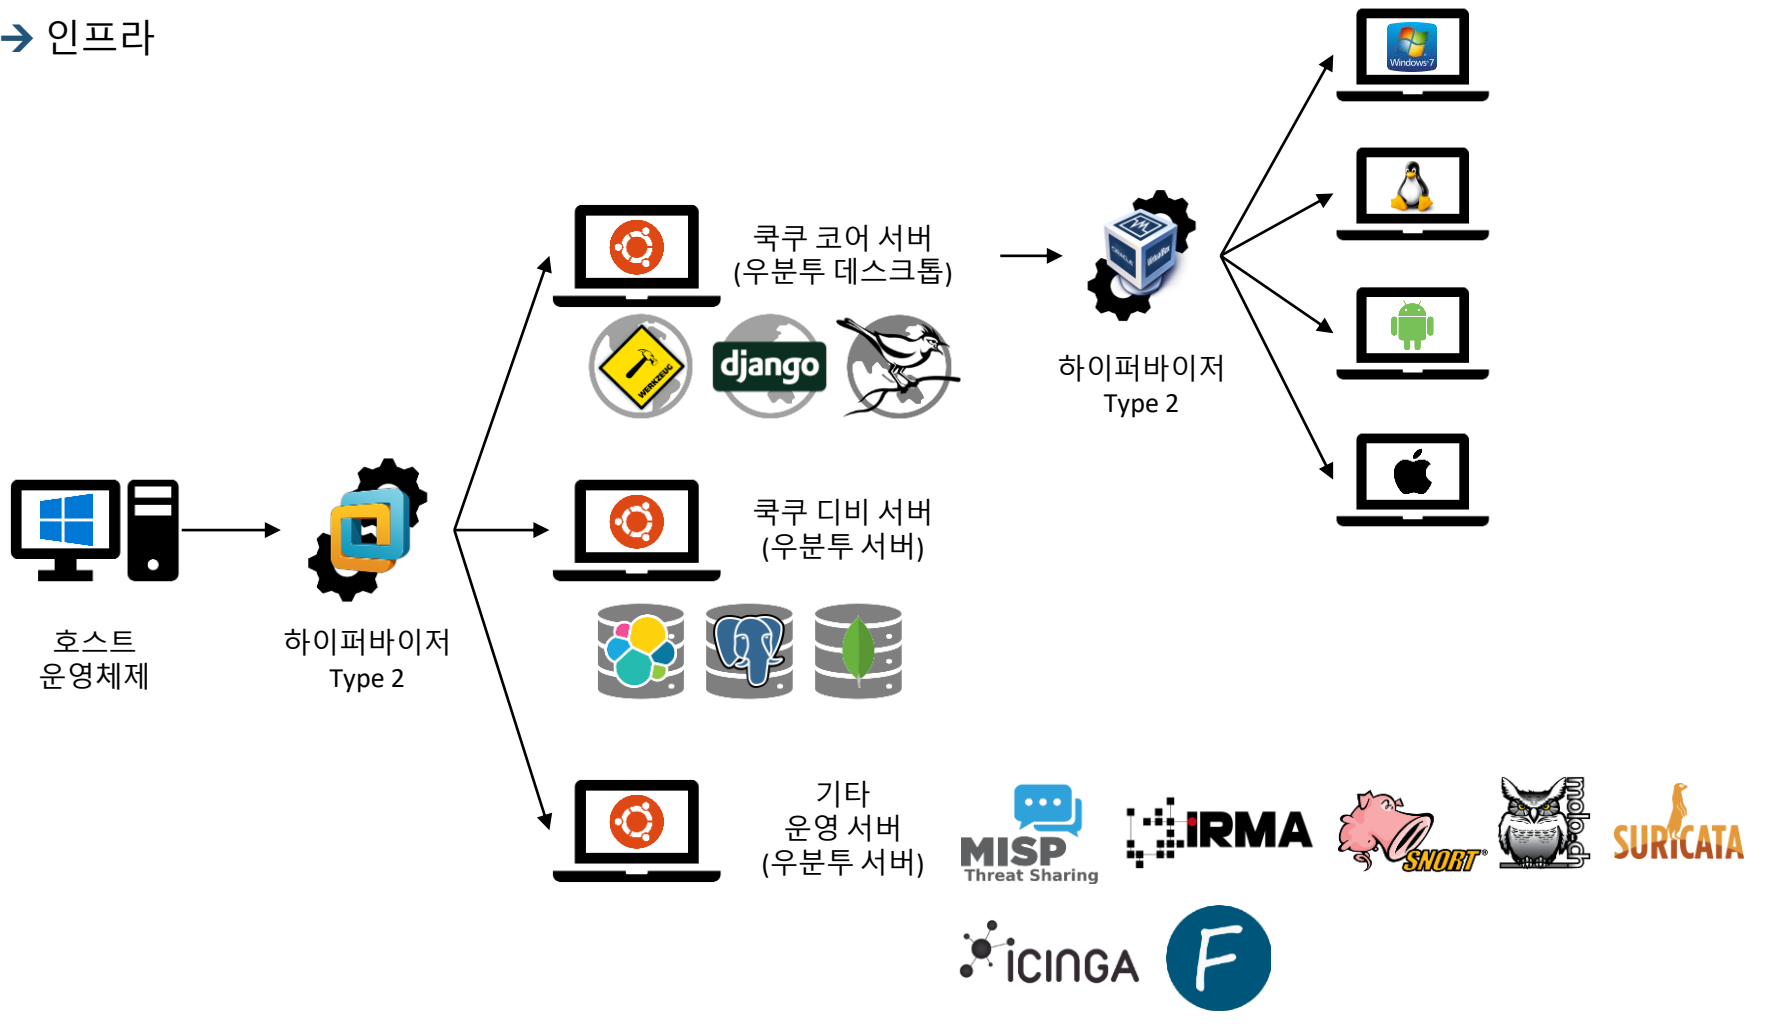 → 인프라
Windows 7
쿡쿠 코어 서버
(우분투 데스크톱)
ORACLE
VirtualBox
WERKZEUG
django
하이퍼바이저
Type 2
쿡쿠 디비 서버
(우분투 서버)
호스트
운영체제
하이퍼바이저
Type 2
기타
운영 서버
(우분투 서버)
MISP
Threat Sharing
IRMA
SNORT®
moloch
SURICATA
ICINGA
F